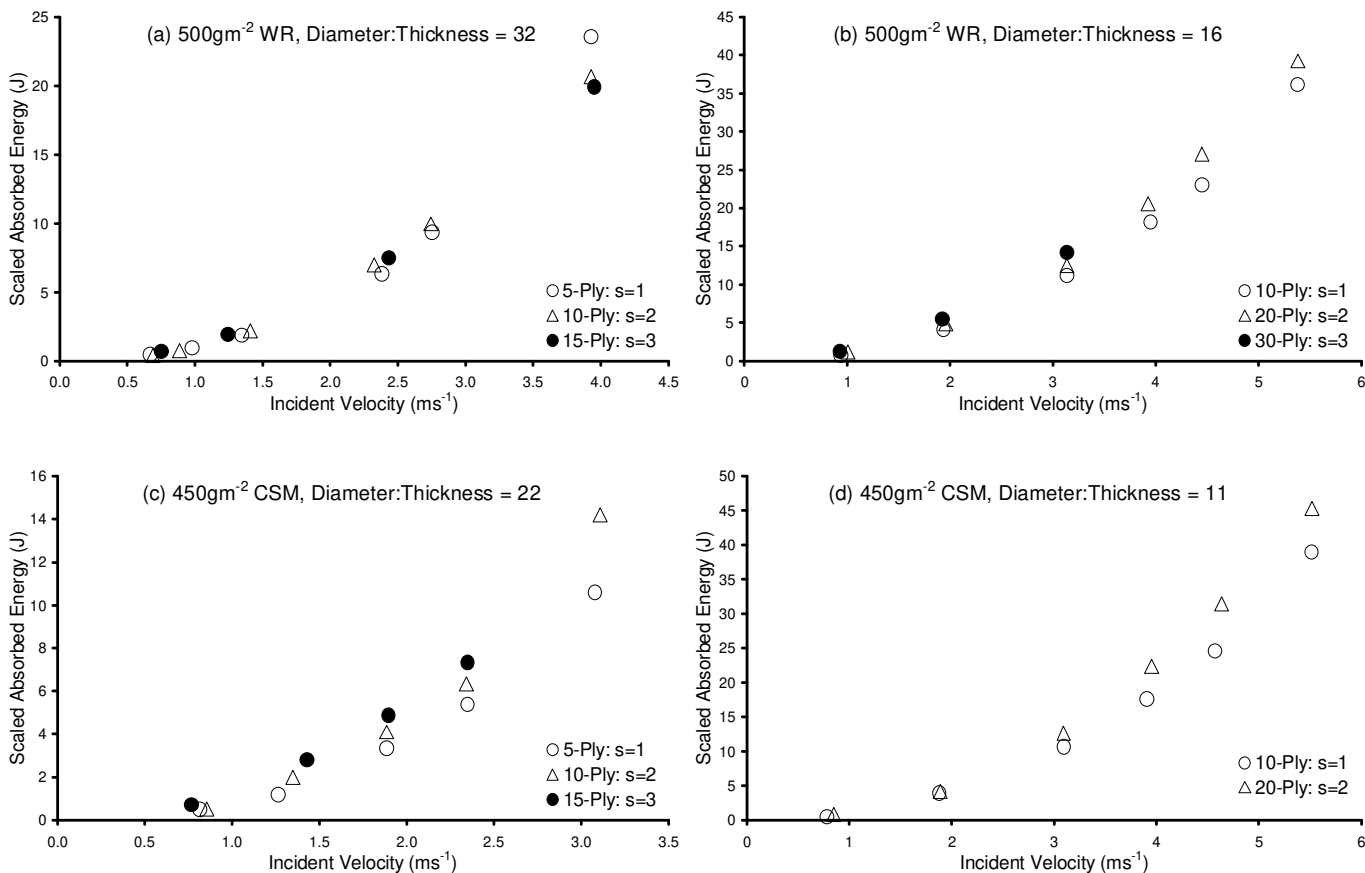 (a) 500gm⁻² WR, Diameter:Thickness = 32
Scaled Absorbed Energy (J)
25
20
15
10
5
0
5-Ply: s=1
10-Ply: s=2
15-Ply: s=3
0.0 0.5 1.0 1.5 2.0 2.5 3.0 3.5 4.0 4.5
Incident Velocity (ms⁻¹)
(b) 500gm⁻² WR, Diameter:Thickness = 16
Scaled Absorbed Energy (J)
45
40
35
30
25
20
15
10
5
0
10-Ply: s=1
20-Ply: s=2
30-Ply: s=3
0 1 2 3 4 5 6
Incident Velocity (ms⁻¹)
(c) 450gm⁻² CSM, Diameter:Thickness = 22
Scaled Absorbed Energy (J)
16
14
12
10
8
6
4
2
0
5-Ply: s=1
10-Ply: s=2
15-Ply: s=3
0.0 0.5 1.0 1.5 2.0 2.5 3.0 3.5
Incident Velocity (ms⁻¹)
(d) 450gm⁻² CSM, Diameter:Thickness = 11
Scaled Absorbed Energy (J)
50
45
40
35
30
25
20
15
10
5
0
10-Ply: s=1
20-Ply: s=2
0 1 2 3 4 5 6
Incident Velocity (ms⁻¹)